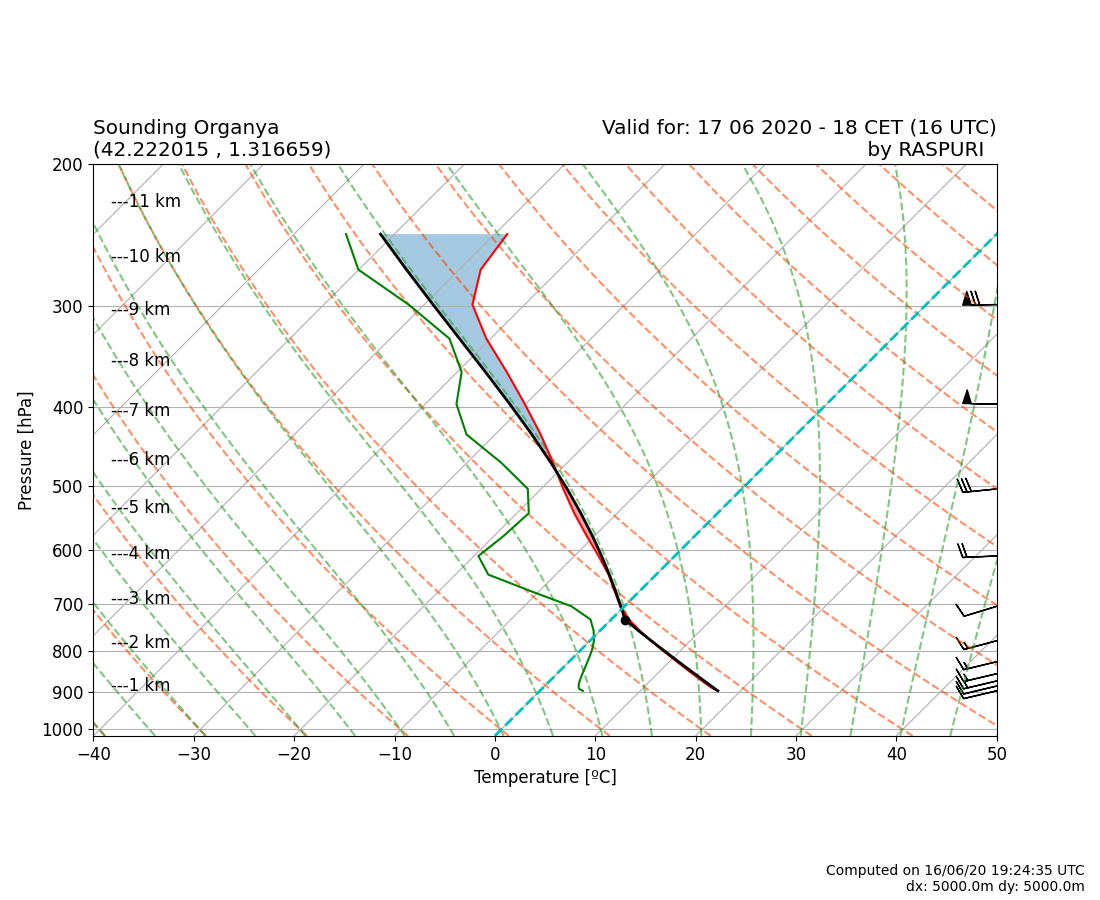 Sounding Organya
(42.222015 , 1.316659)
Valid for: 17 06 2020 - 18 CET (16 UTC)
by RASPURI
200
300
400
500
600
700
800
900
1000
Pressure [hPa]
---11 km
---10 km
---9 km
---8 km
---7 km
---6 km
---5 km
---4 km
---3 km
---2 km
---1 km
−40 −30 −20 −10 0 10 20 30 40 50
Temperature [ºC]
Computed on 16/06/20 19:24:35 UTC
dx: 5000.0m dy: 5000.0m